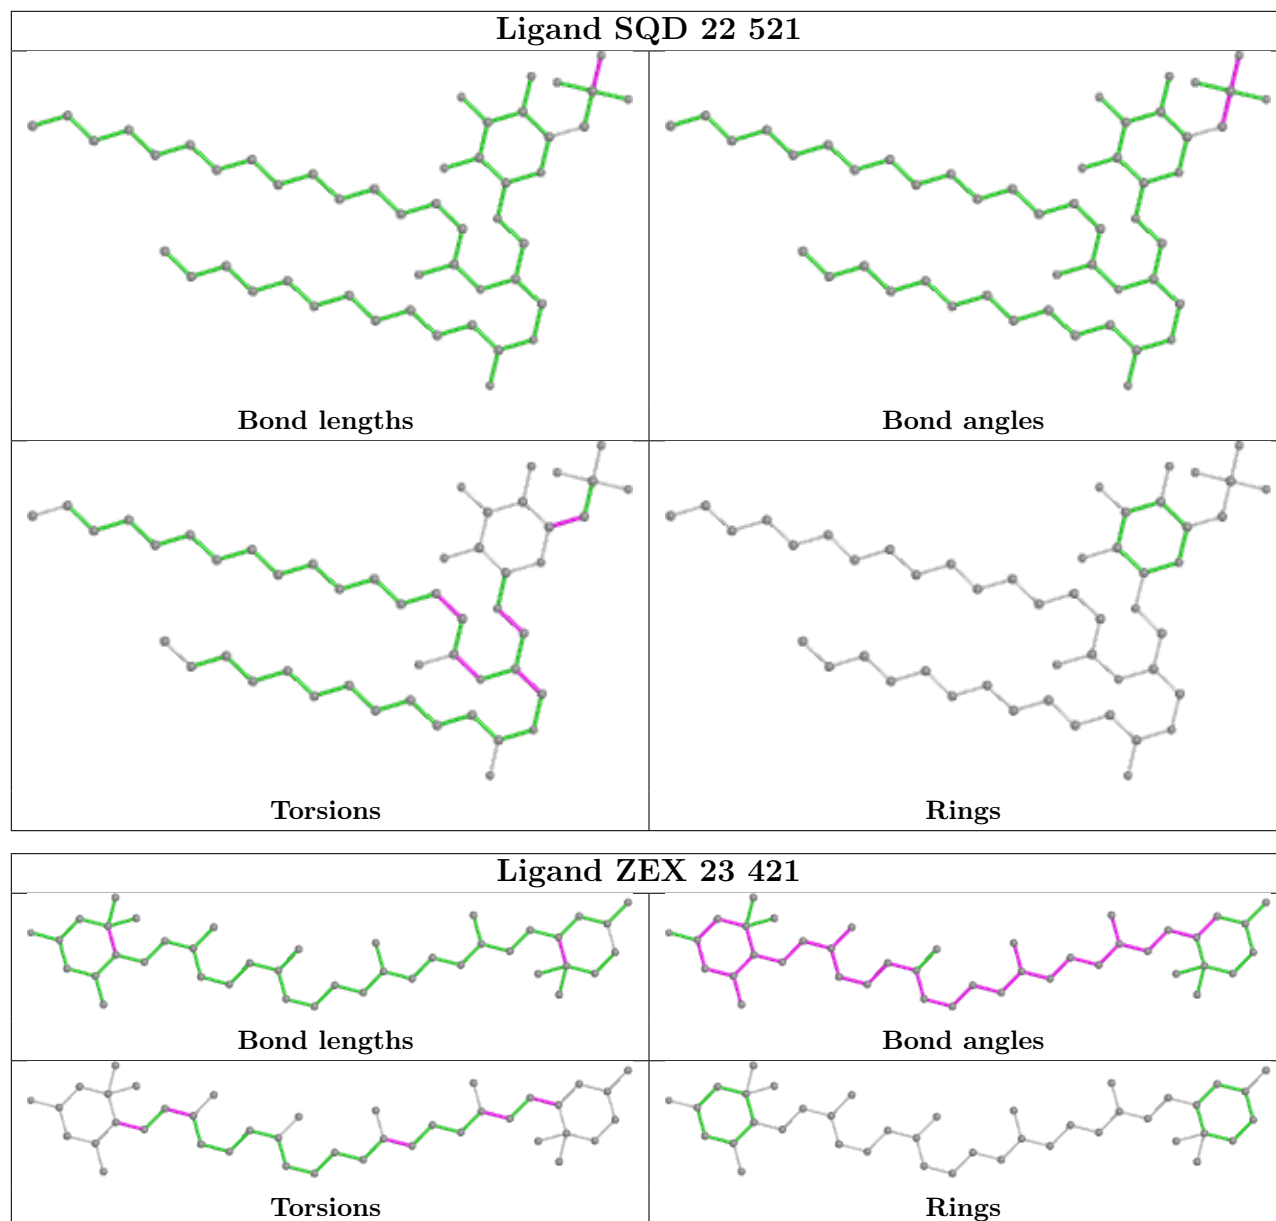 Ligand SQD 22 521
Bond lengths
Bond angles
Torsions
Rings
Ligand ZEX 23 421
Bond lengths
Bond angles
Torsions
Rings